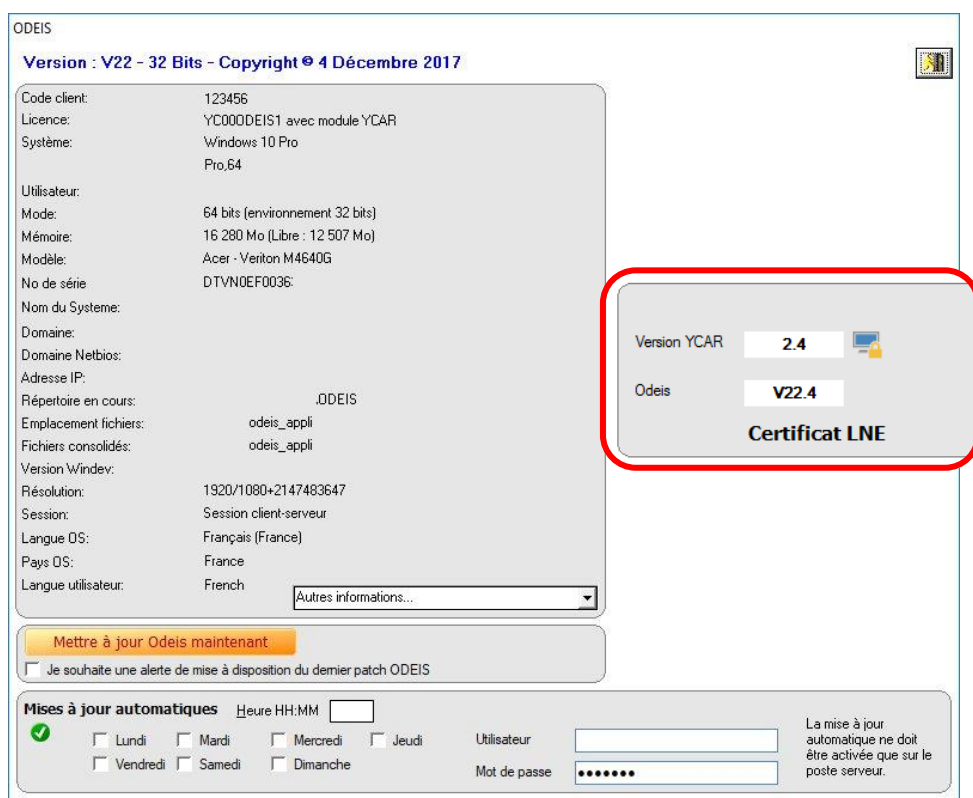 ODEIS
Version : V22 - 32 Bits - Copyright © 4 Décembre 2017
Code client: 123456
Licence: YC00ODEIS1 avec module YCAR
Système: Windows 10 Pro
Pro,64
Utilisateur:
Mode: 64 bits (environnement 32 bits)
Mémoire: 16 280 Mo (Libre : 12 507 Mo)
Modèle: Acer - Veriton M4640G
No de série DTVN0EF0036:
Nom du Systeme:
Domaine:
Domaine Netbios:
Adresse IP:
Répertoire en cours: .ODEIS
Emplacement fichiers: odeis_appli
Fichiers consolidés: odeis_appli
Version Windev:
Résolution: 1920/1080+2147483647
Session: Session client-serveur
Langue OS: Français (France)
Pays OS: France
Langue utilisateur: French
Autres informations...
Version YCAR 2.4
Odeis V22.4
Certificat LNE
Mettre à jour Odeis maintenant
Je souhaite une alerte de mise à disposition du dernier patch ODEIS
Mises à jour automatiques Heure HH:MM
Lundi Mardi Mercredi Jeudi
Vendredi Samedi Dimanche
Utilisateur
Mot de passe •••••••
La mise à jour
automatique ne doit
être activée que sur le
poste serveur.